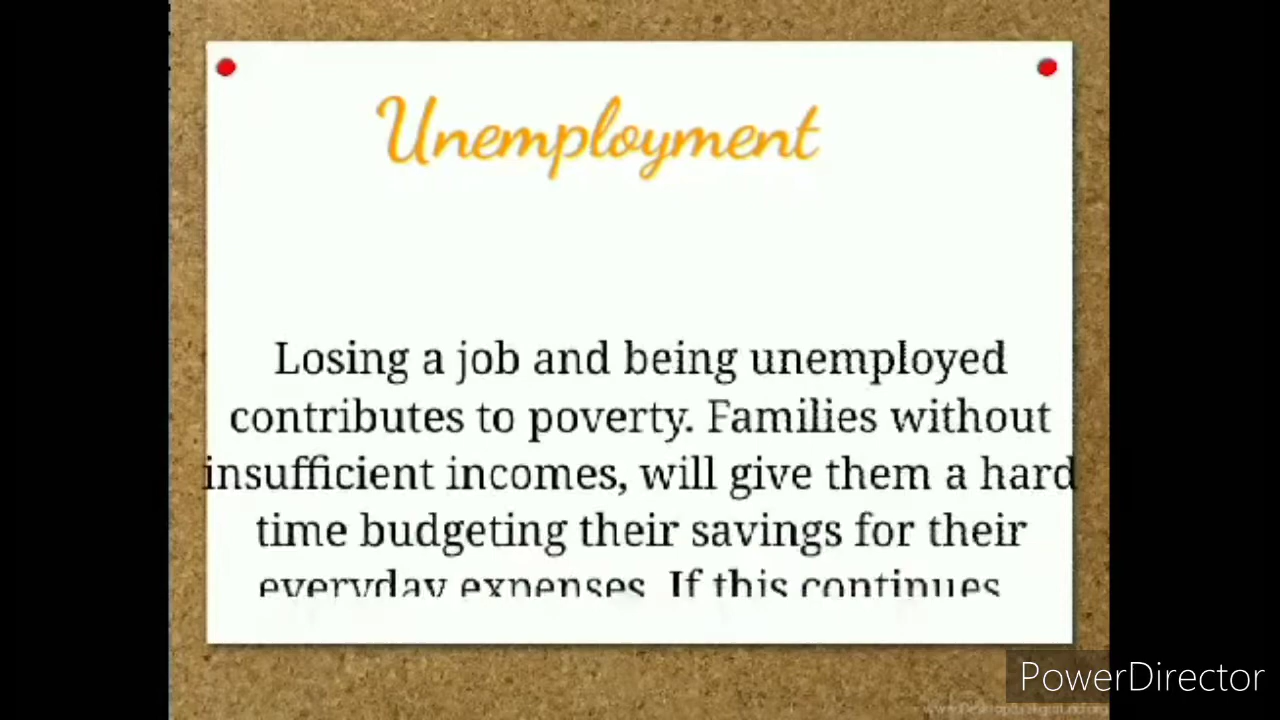 Unemployment
Losing a job and being unemployed
contributes to poverty. Families without
insufficient incomes, will give them a hard
time budgeting their savings for their
everyday expenses. If this continues
PowerDirector